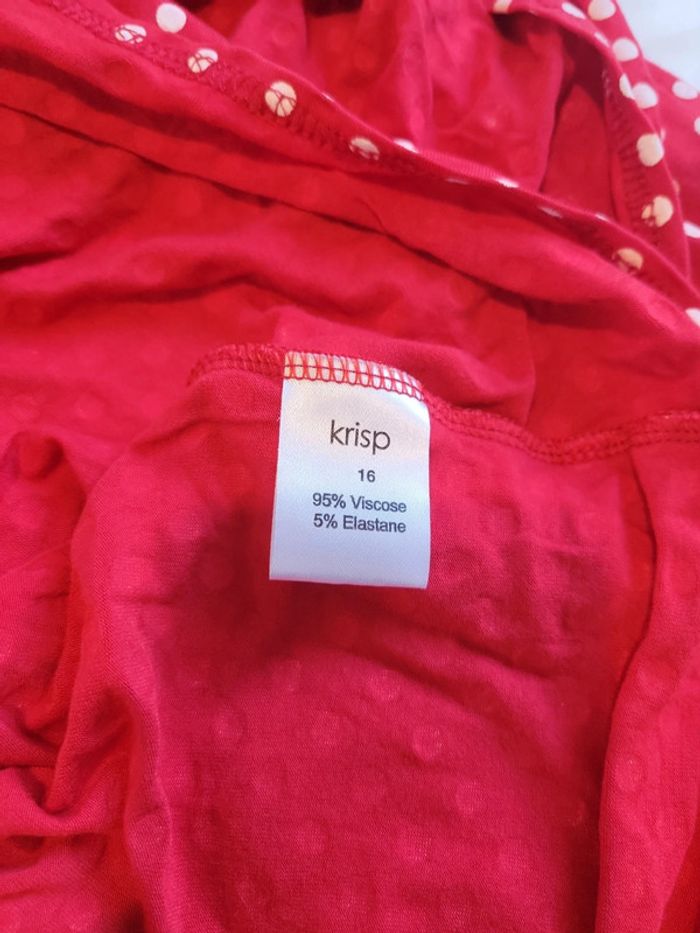 krisp
16
95% Viscose
5% Elastane